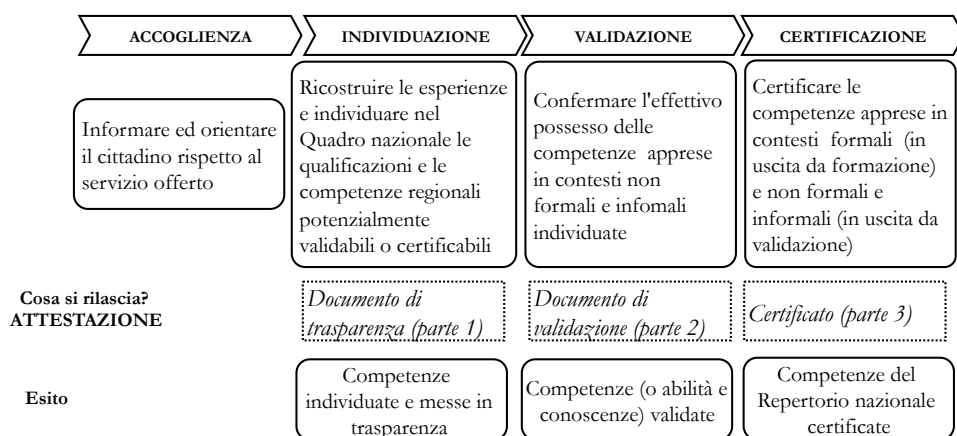 ACCOGLIENZA
INDIVIDUAZIONE
VALIDAZIONE
CERTIFICAZIONE
Informare ed orientare
il cittadino rispetto al
servizio offerto
Ricostruire le esperienze
e individuare nel
Quadro nazionale le
qualificazioni e le
competenze regionali
potenzialmente
validabili o certificabili
Confermare l'effettivo
possesso delle
competenze apprese
in contesti non
formali e infomali
individuate
Certificare le
competenze apprese in
contesti formali (in
uscita da formazione)
e non formali e
informali (in uscita da
validazione)
Cosa si rilascia?
ATTESTAZIONE
Documento di
trasparenza (parte 1)
Documento di
validazione (parte 2)
Certificato (parte 3)
Esito
Competenze
individuate e messe in
trasparenza
Competenze (o abilità e
conoscenze) validate
Competenze del
Repertorio nazionale
certificate